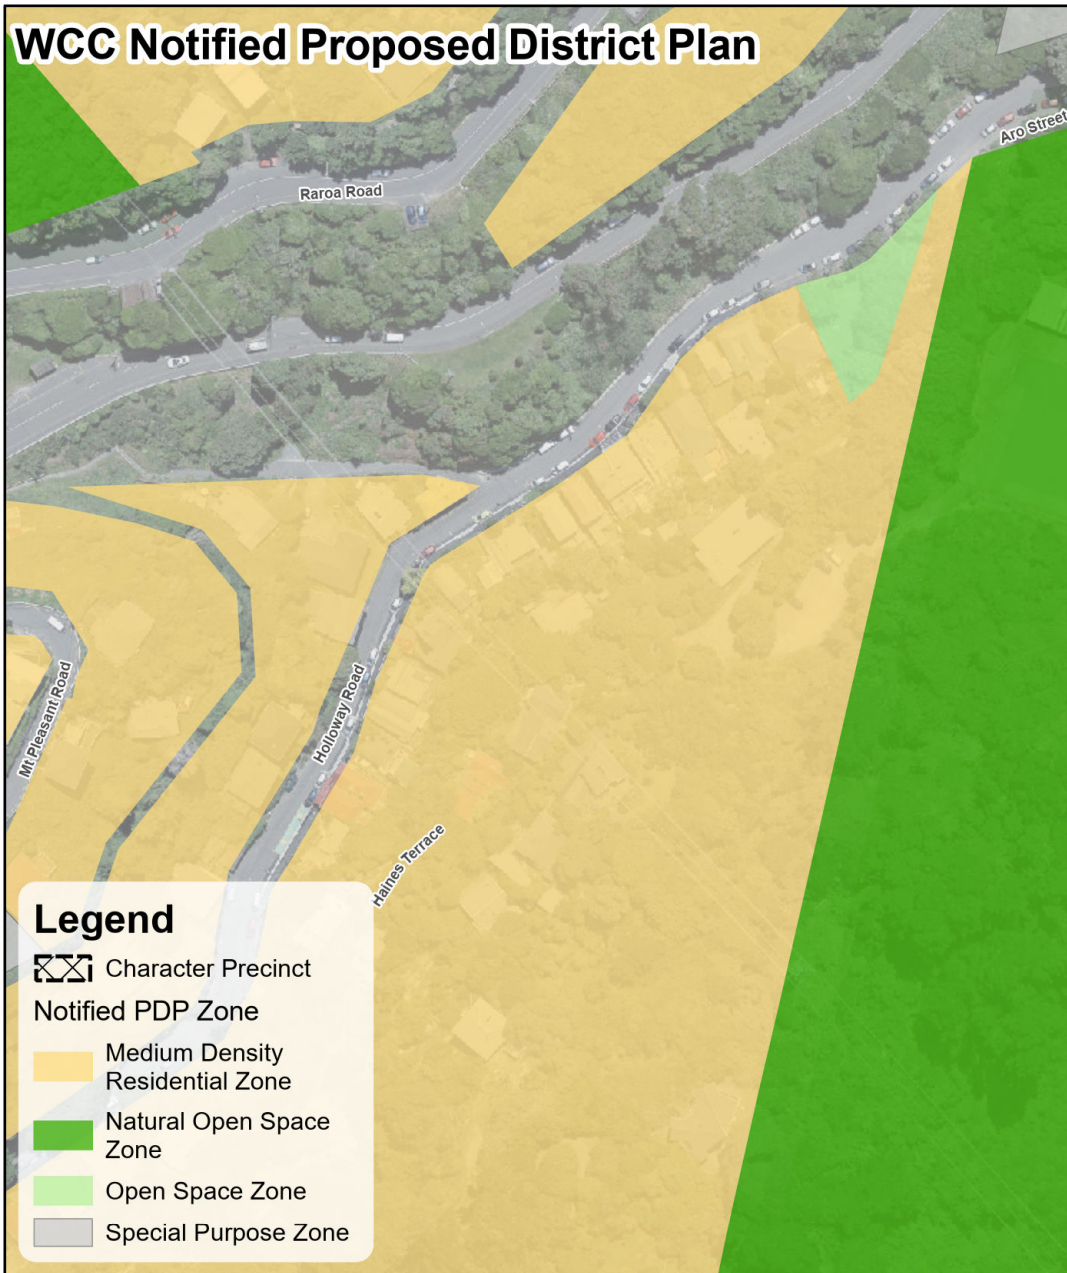 WCC Notified Proposed District Plan
Aro Street
Raroa Road
Mt Pleasant Road
Holloway Road
Haines Terrace
Legend
Character Precinct
Notified PDP Zone
Medium Density
Residential Zone
Natural Open Space
Zone
Open Space Zone
Special Purpose Zone